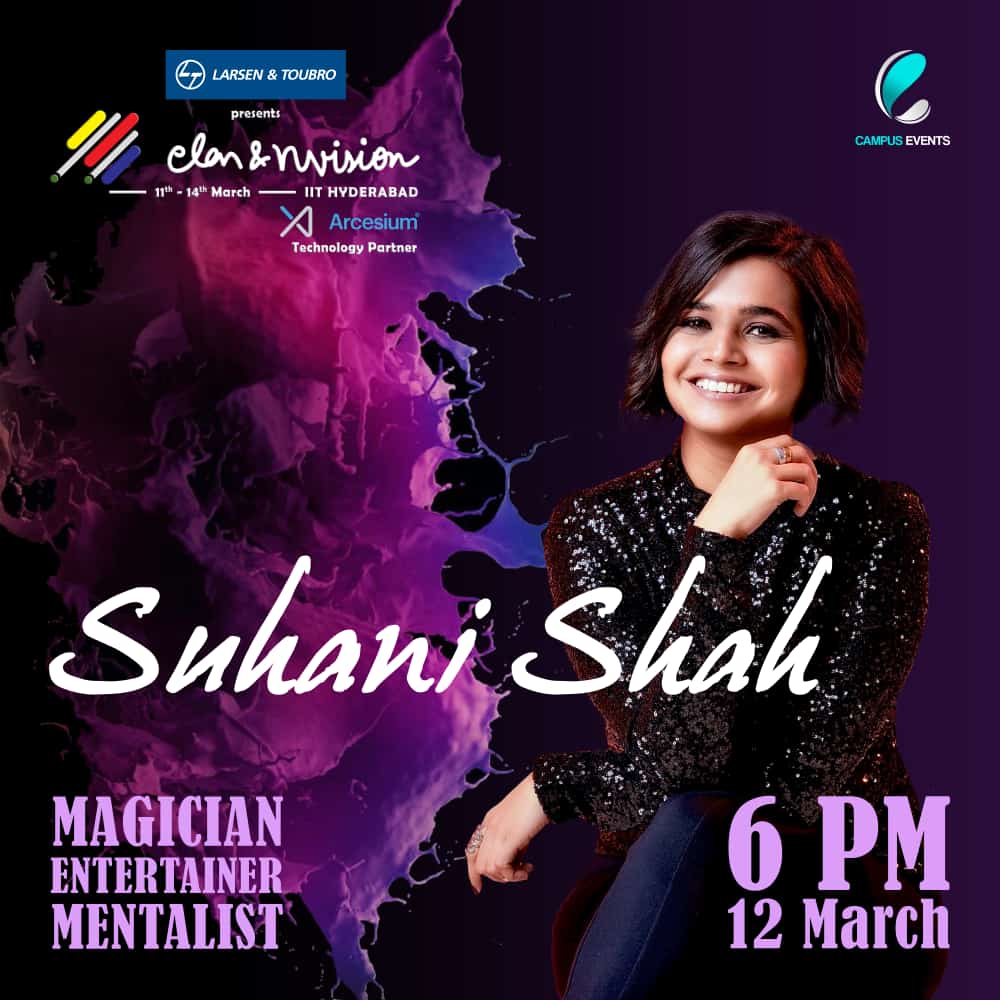 LARSEN & TOUBRO
presents
elan & nvision
11th - 14th March IIT HYDERABAD
Arcesium
Technology Partner
CAMPUS EVENTS
Suhani Shah
MAGICIAN
ENTERTAINER
MENTALIST
6 PM
12 March